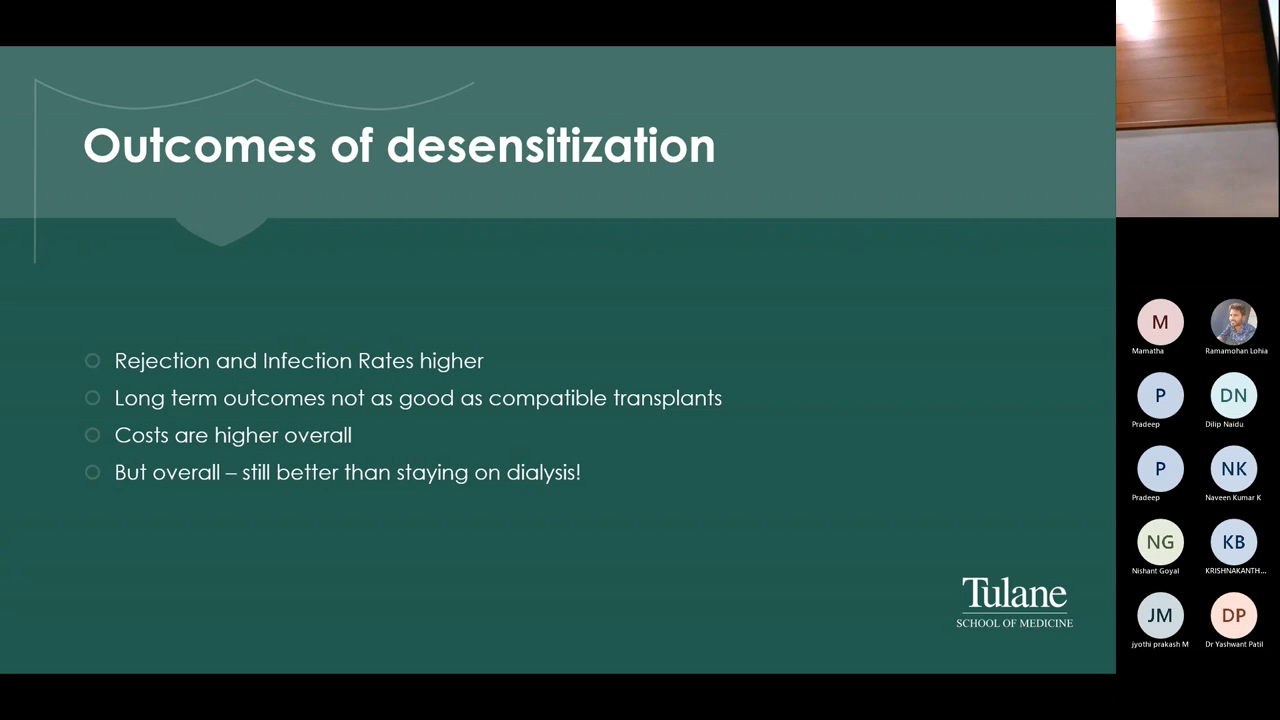 Outcomes of desensitization
Rejection and Infection Rates higher
Long term outcomes not as good as compatible transplants
Costs are higher overall
But overall – still better than staying on dialysis!
Tulane
SCHOOL OF MEDICINE
M
Mamatha
Ramamohan Lohia
P
Pradeep
DN
Dilip Naidu
P
Pradeep
NK
Naveen Kumar K
NG
Nishant Goyal
KB
KRISHNAKANTH...
JM
jyothi prakash M
DP
Dr Yashwant Patil